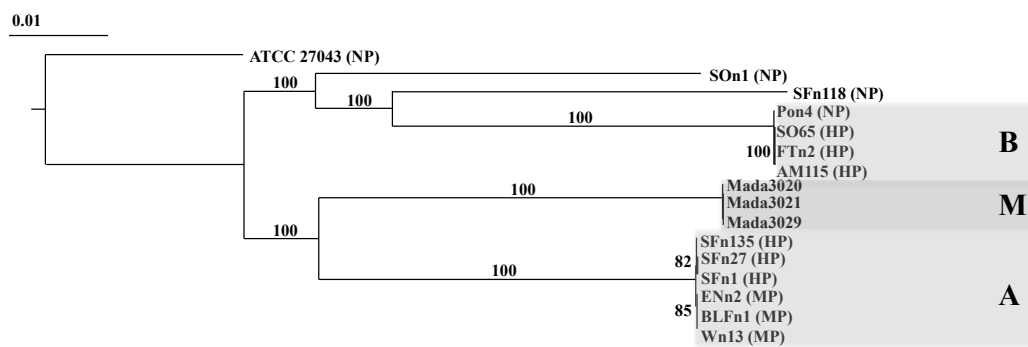 0.01
ATCC 27043 (NP)
100
SOn1 (NP)
100
SFn118 (NP)
100
Pon4 (NP)
SO65 (HP)
100
FTn2 (HP)
AM115 (HP)
B
100
Mada3020
Mada3021
Mada3029
M
100
100
SFn135 (HP)
82
SFn27 (HP)
SFn1 (HP)
ENn2 (MP)
85
BLFn1 (MP)
Wn13 (MP)
A